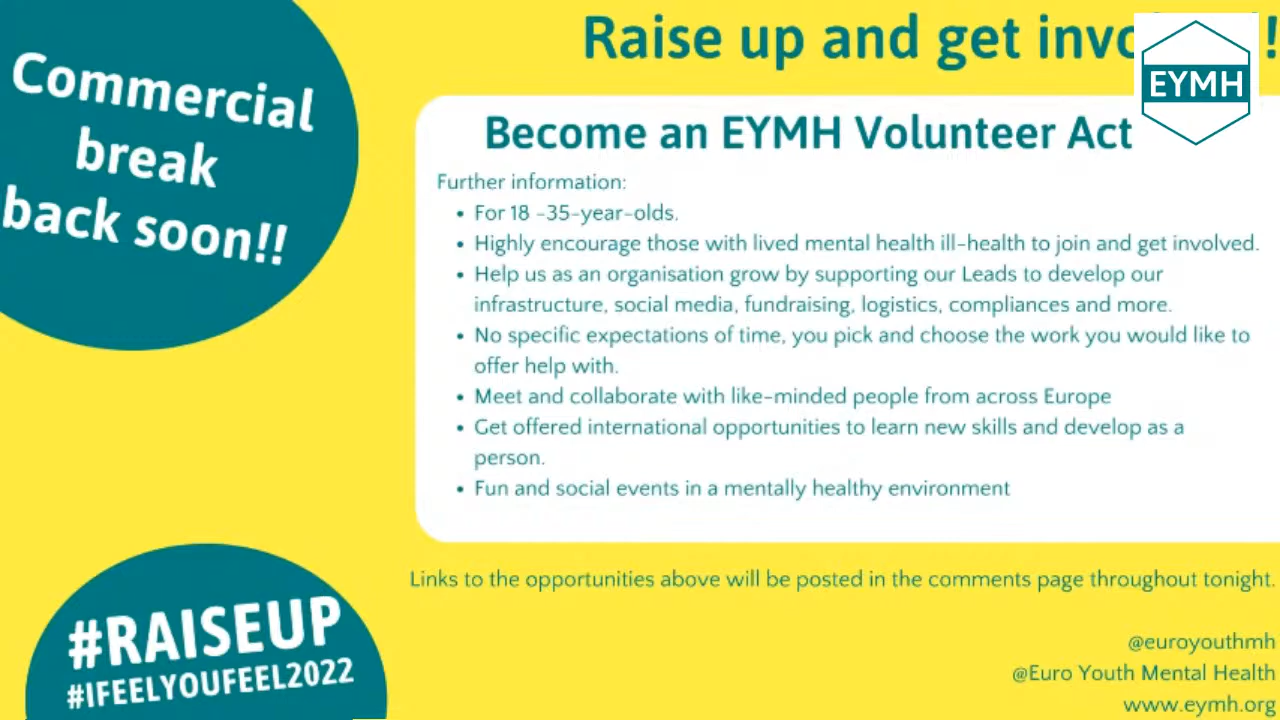 Commercial
break
back soon!!
Raise up and get !
EYMH
Become an EYMH Volunteer Act
Further information:
• For 18 -35-year-olds.
• Highly encourage those with lived mental health ill-health to join and get involved.
• Help us as an organisation grow by supporting our Leads to develop our
infrastructure, social media, fundraising, logistics, compliances and more.
• No specific expectations of time, you pick and choose the work you would like to
offer help with.
• Meet and collaborate with like-minded people from across Europe
• Get offered international opportunities to learn new skills and develop as a
person.
• Fun and social events in a mentally healthy environment
Links to the opportunities above will be posted in the comments page throughout tonight.
#RAISEUP
#IFEELYOUFEEL2022
@euroyouthmh
@Euro Youth Mental Health
www.eymh.org